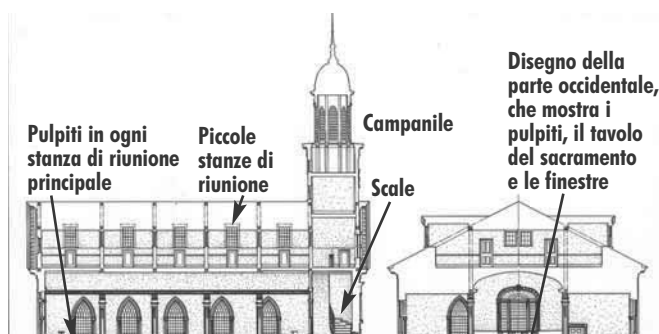 Pulpiti in ogni
stanza di riunione
principale
Piccole
stanze di
riunione
Campanile
Scale
Disegno della
parte occidentale,
che mostra i
pulpiti, il tavolo
del sacramento
e le finestre